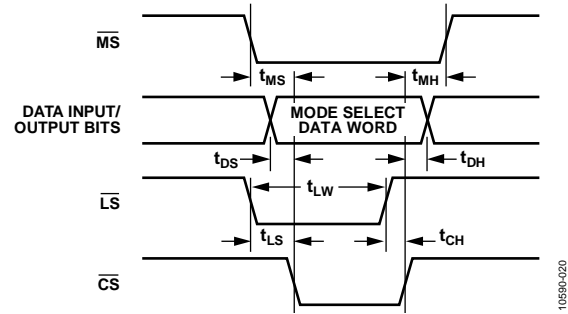 MS
tMS
tMH
DATA INPUT/
OUTPUT BITS
MODE SELECT
DATA WORD
tDS
tDH
LS
tLW
tLS
tCH
CS
10590-020